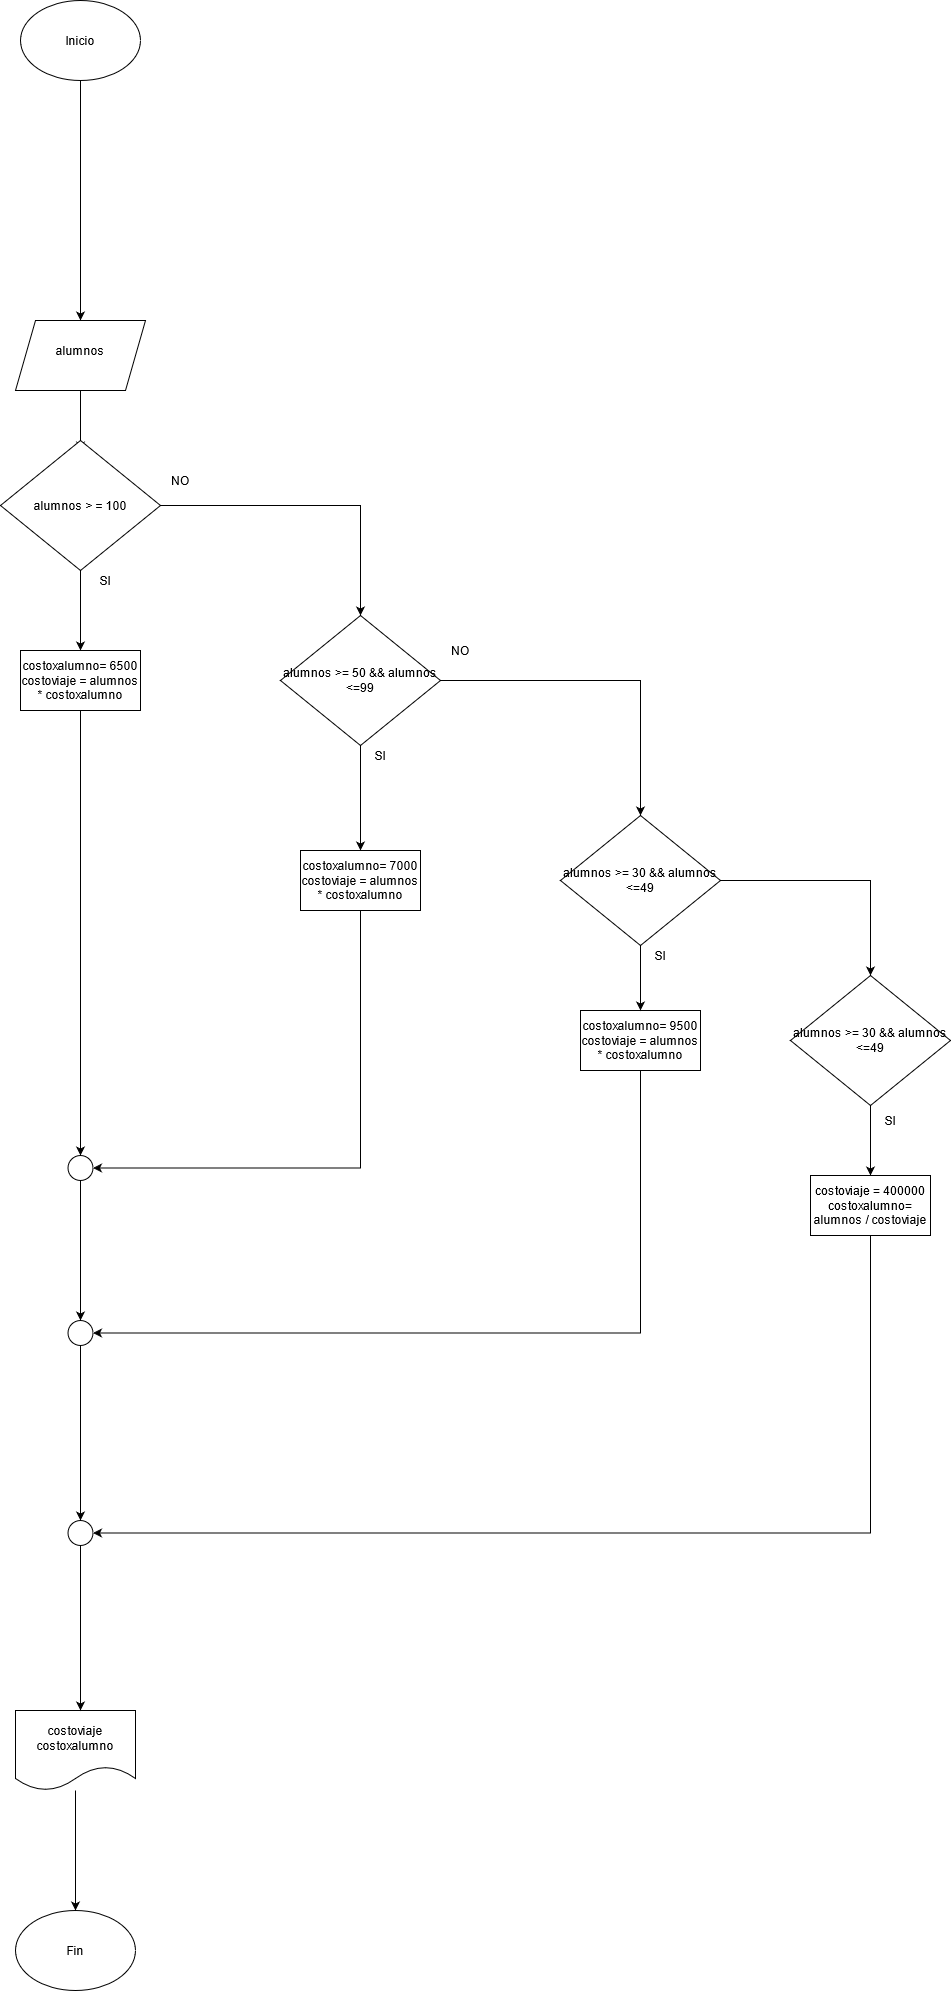 Inicio
alumnos
alumnos > = 100
NO
SI
costoxalumno= 6500
costoviaje = alumnos
* costoxalumno
alumnos >= 50 && alumnos
<=99
NO
SI
costoxalumno= 7000
costoviaje = alumnos
* costoxalumno
alumnos >= 30 && alumnos
<=49
SI
costoxalumno= 9500
costoviaje = alumnos
* costoxalumno
alumnos >= 30 && alumnos
<=49
SI
costoviaje = 400000
costoxalumno=
alumnos / costoviaje
costoviaje
costoxalumno
Fin